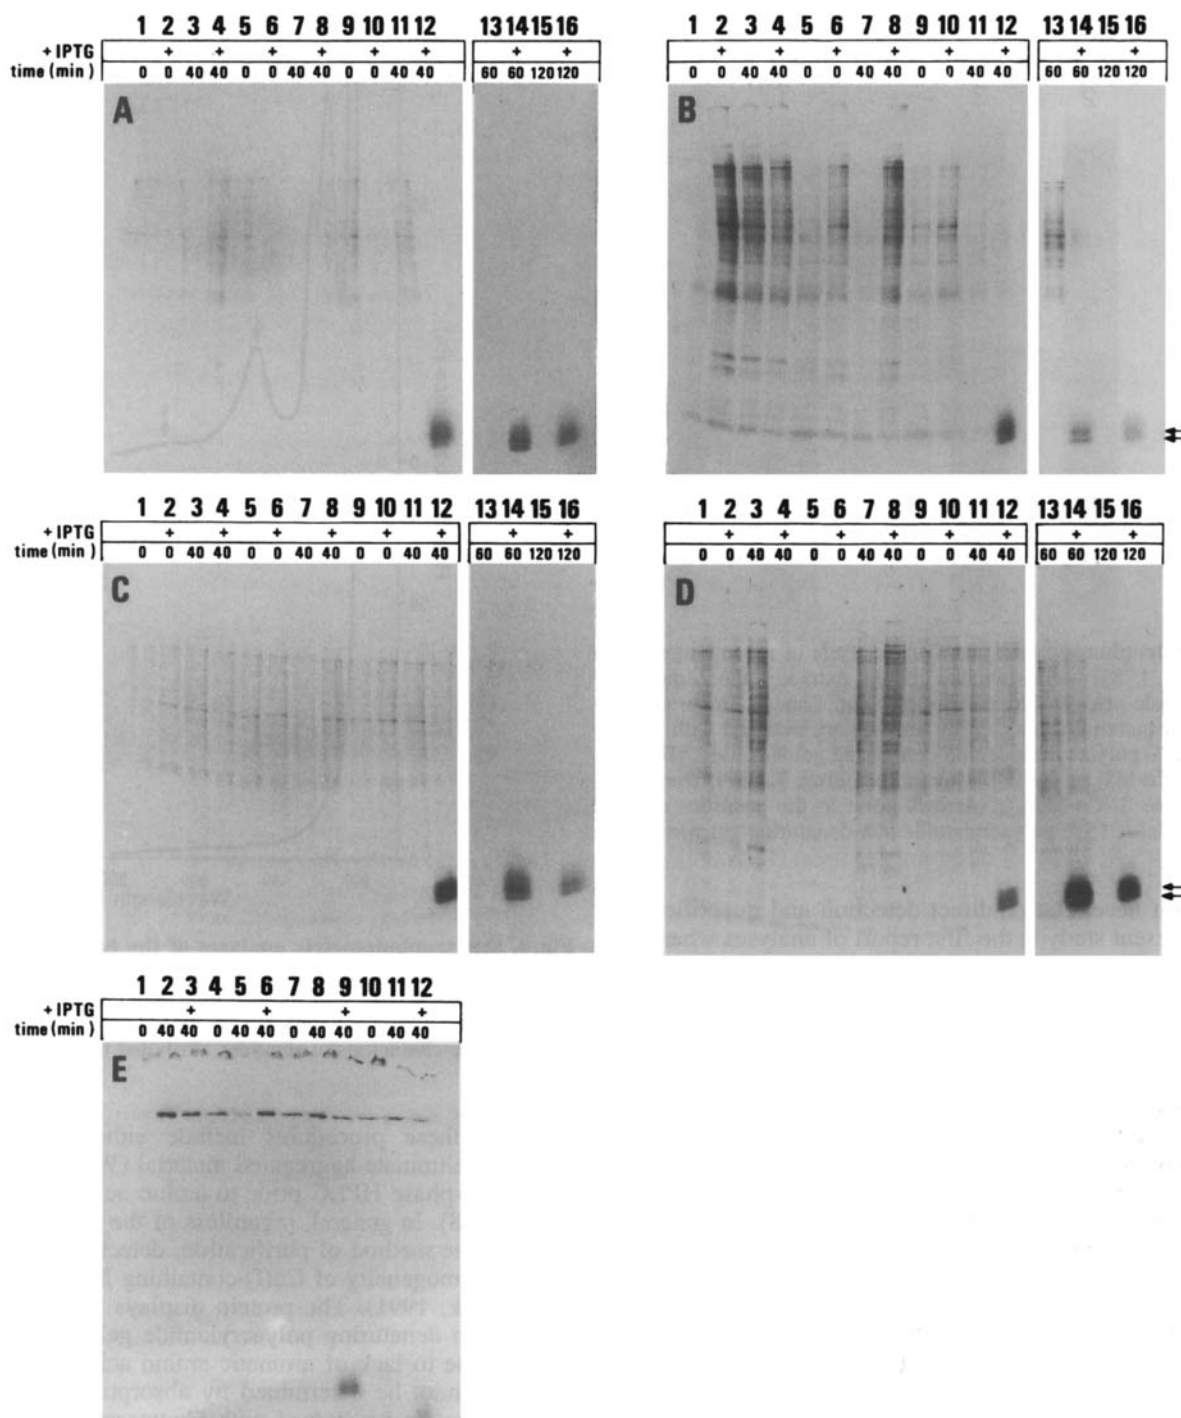 1 2 3 4 5 6 7 8 9 10 11 12 13 14 15 16
+ IPTG + + + + + + + +
time (min) 0 0 40 40 0 0 40 40 0 0 40 40 60 60 120 120
A
1 2 3 4 5 6 7 8 9 10 11 12 13 14 15 16
+ + + + + + + +
0 0 40 40 0 0 40 40 0 0 40 40 60 60 120 120
B
1 2 3 4 5 6 7 8 9 10 11 12 13 14 15 16
+ IPTG + + + + + + + +
time (min) 0 0 40 40 0 0 40 40 0 0 40 40 60 60 120 120
C
1 2 3 4 5 6 7 8 9 10 11 12 13 14 15 16
+ + + + + + + +
0 0 40 40 0 0 40 40 0 0 40 40 60 60 120 120
D
1 2 3 4 5 6 7 8 9 10 11 12
+ IPTG + + + +
time (min) 0 40 40 0 40 40 0 40 40 0 40 40
E